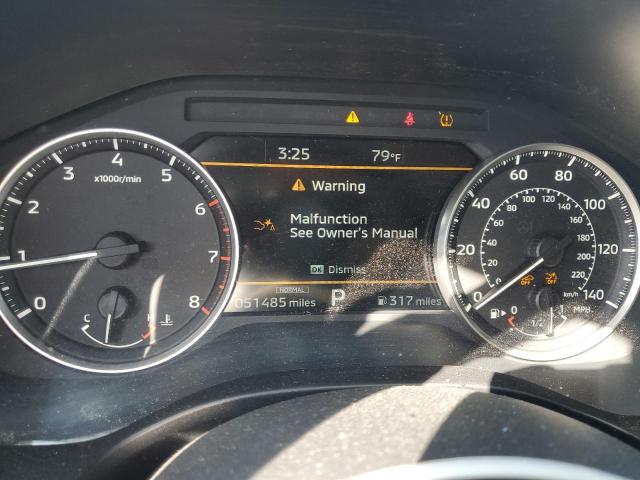 3:25 79°F
Warning
Malfunction
See Owner's Manual
OK Dismiss
NORMAL
051485 miles P 317 miles
x1000r/min
0 1 2 3 4 5 6 7 8
C H
0 20 40 60 80 100 120 140
MPH
20 40 60 80 100 120 140 160 180 200 220
km/h
OFF OFF
0 1/2 1